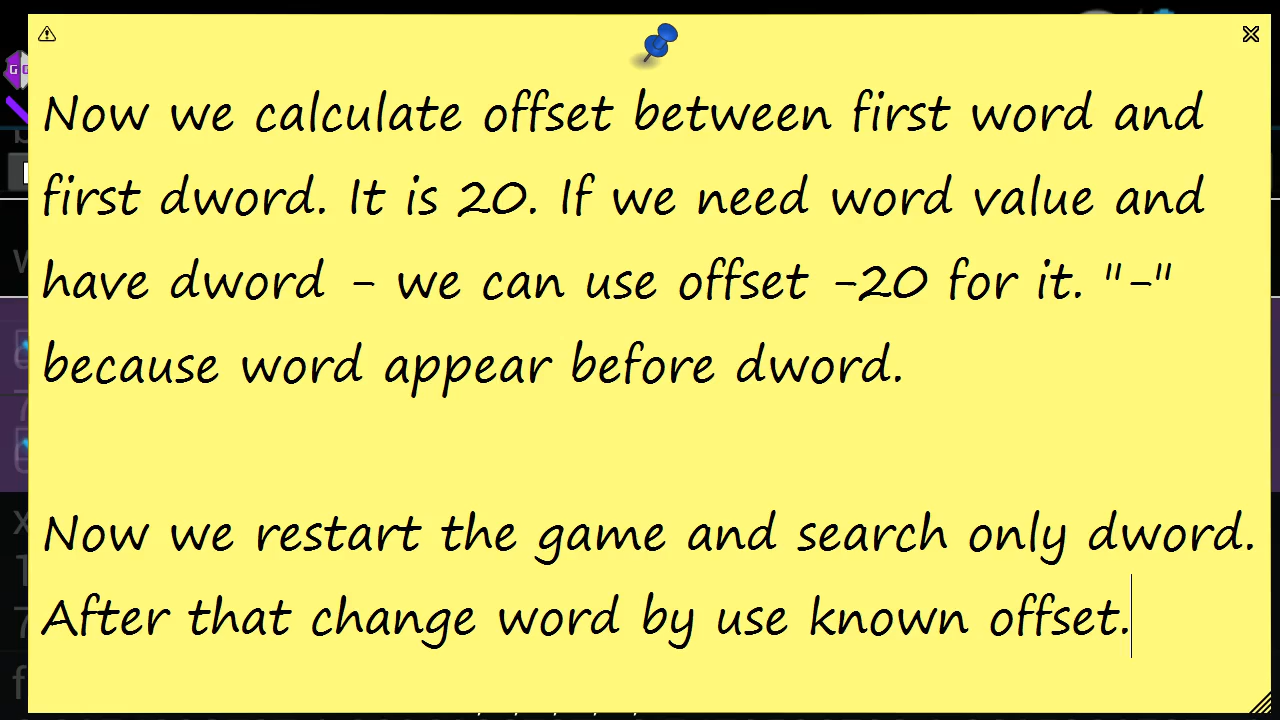 Now we calculate offset between first word and
first dword. It is 20. If we need word value and
have dword - we can use offset -20 for it. "-"
because word appear before dword.
Now we restart the game and search only dword.
After that change word by use known offset.